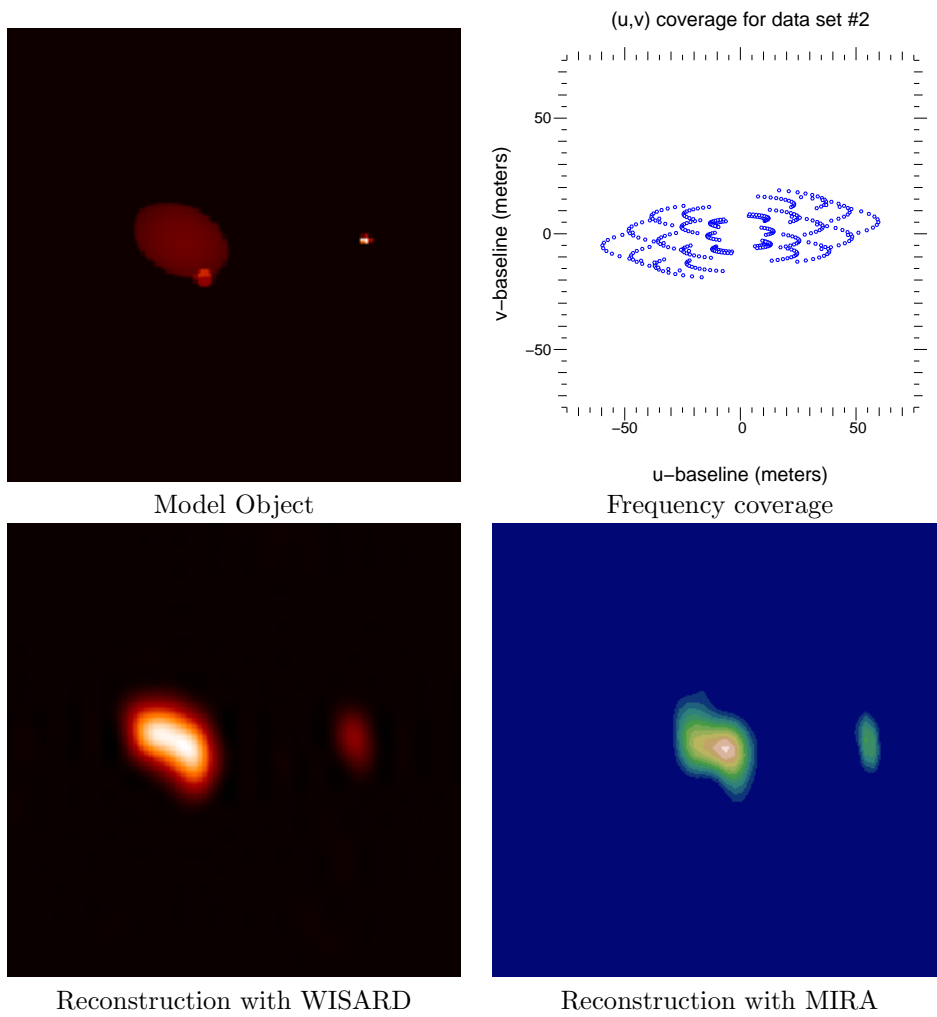 (u,v) coverage for data set #2
50
0
−50
v−baseline (meters)
−50
0
50
u−baseline (meters)
Model Object
Frequency coverage
Reconstruction with WISARD
Reconstruction with MIRA